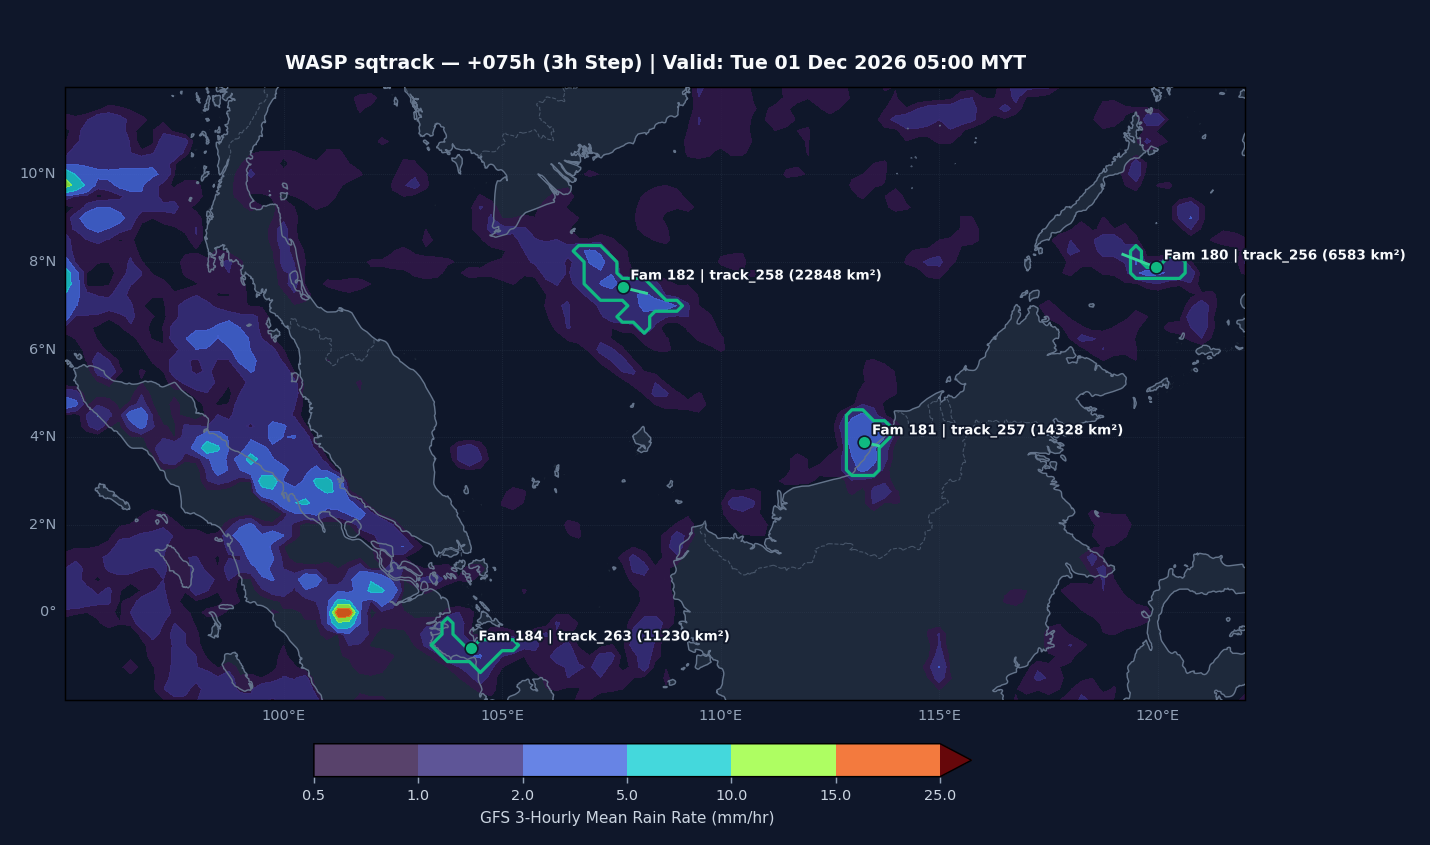 WASP sqtrack — +075h (3h Step) | Valid: Tue 01 Dec 2026 05:00 MYT
10°N
8°N
6°N
4°N
2°N
0°
Fam 180 | track_256 (6583 km²)
Fam 182 | track_258 (22848 km²)
Fam 181 | track_257 (14328 km²)
Fam 184 | track_263 (11230 km²)
100°E 105°E 110°E 115°E 120°E
0.5 1.0 2.0 5.0 10.0 15.0 25.0
GFS 3-Hourly Mean Rain Rate (mm/hr)